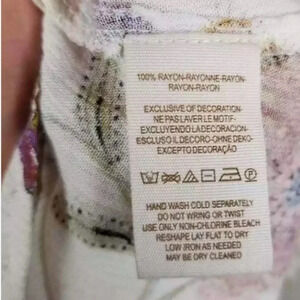 100% RAYON-RAYONNE-RAYON-
RAYON-RAYON
EXCLUSIVE OF DECORATION-
NE PAS LAVER LE MOTIF-
EXCLUYENDO LA DECORACION-
ESCLUSO IL DECORO-OHNE DEKO-
EXCEPTO DECORAÇÃO
HAND WASH COLD SEPARATELY
DO NOT WRING OR TWIST
USE ONLY NON-CHLORINE BLEACH
RESHAPE LAY FLAT TO DRY
LOW IRON AS NEEDED
MAY BE DRY CLEANED